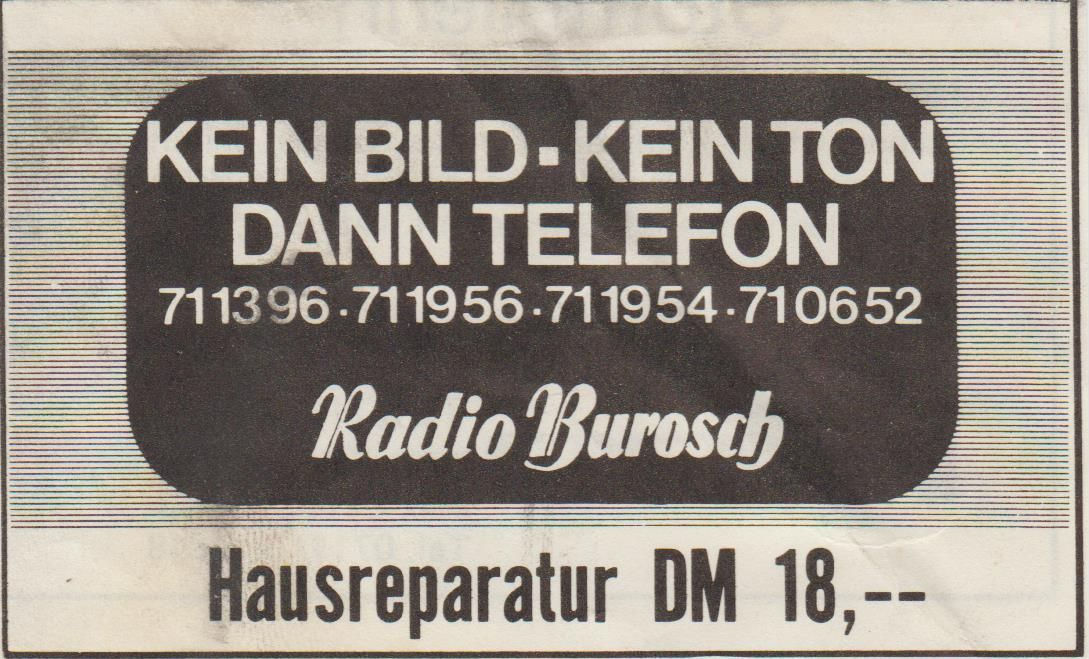 KEIN BILD▪KEIN TON
DANN TELEFON
711396·711956·711954·710652
Radio Burosch
Hausreparatur DM 18,--